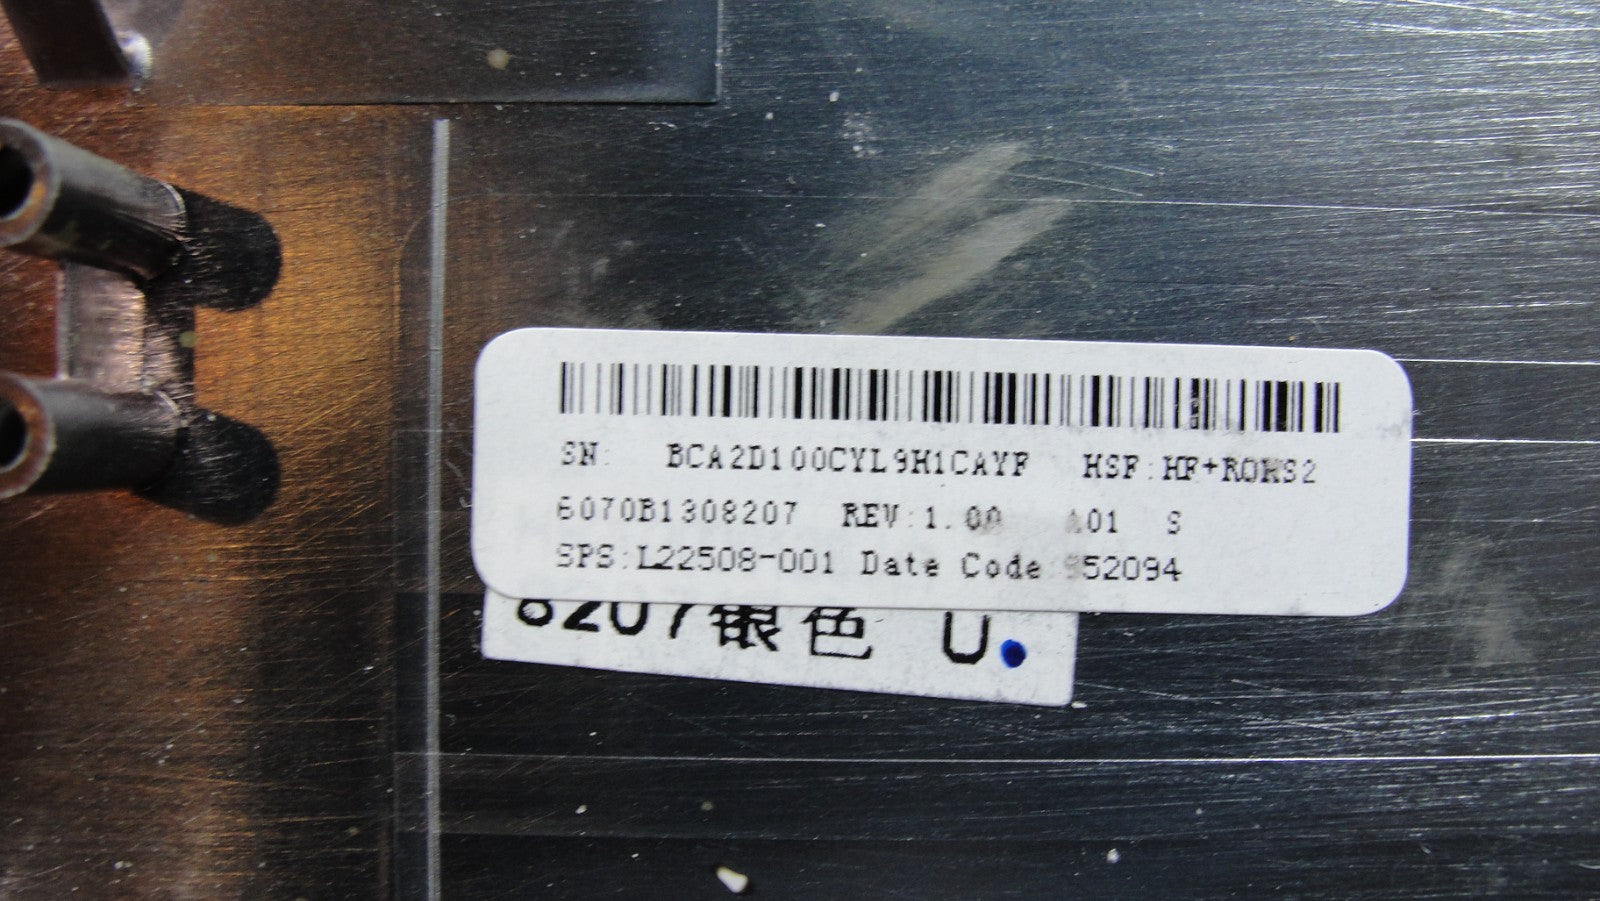 SN: BCA2D100CYL9H1CAYF HSF:HF+ROHS2
6070B1308207 REV:1.00 A01 S
SPS:L22508-001 Date Code:952094
8207银色 U